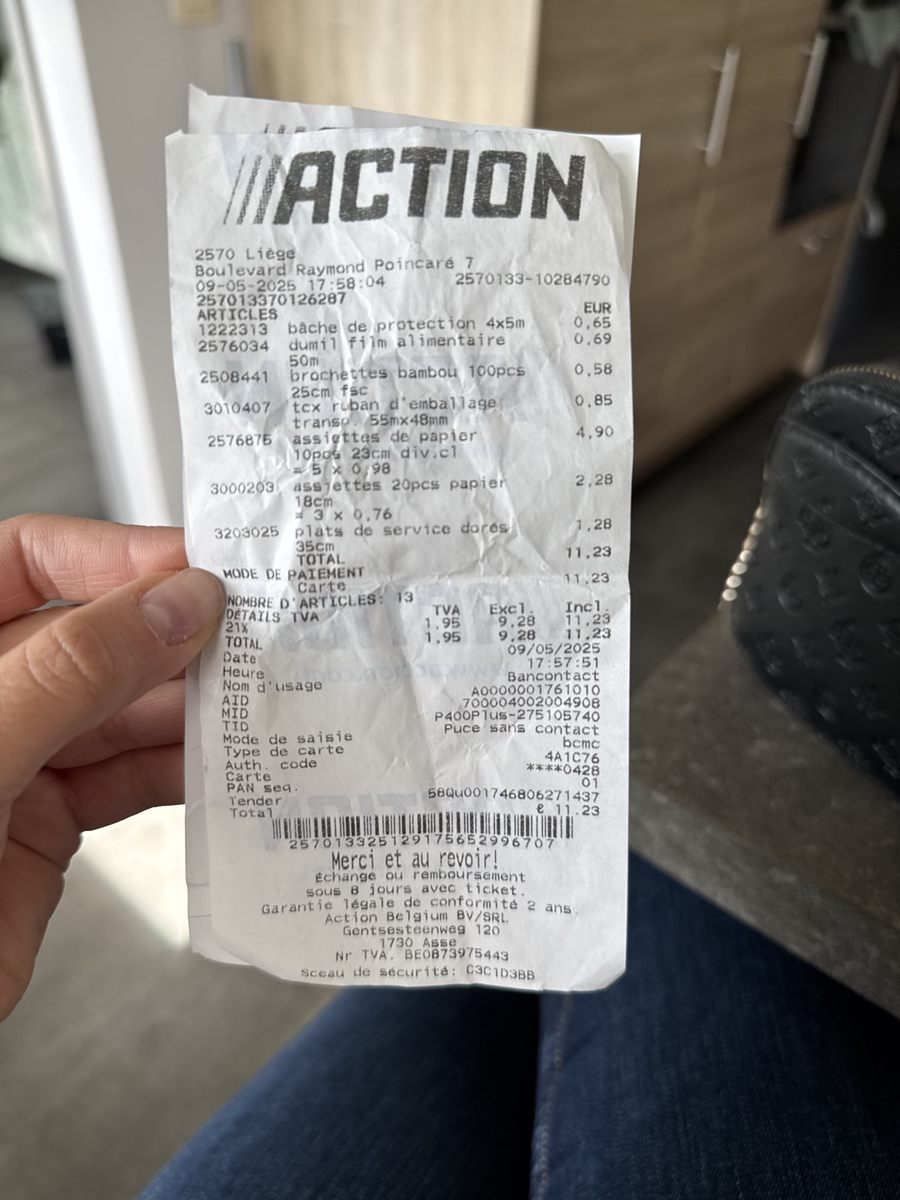 ACTION
2570 Liège
Boulevard Raymond Poincaré 7
09-05-2025 17:58:04 2570133-10284790
257013370126287
ARTICLES EUR
1222313 bâche de protection 4x5m 0,65
2576034 dumil film alimentaire 0,69
50m
2508441 brochettes bambou 100pcs 0,58
25cm fsc
3010407 tcx ruban d'emballage 0,85
transp. 55mx48mm
2576875 assiettes de papier 4,90
10pcs 23cm div.cl
= 5 x 0,98
3000203 assiettes 20pcs papier 2,28
18cm
= 3 x 0,76
3203025 plats de service dorés 1,28
35cm
TOTAL 11,23
MODE DE PAIEMENT
Carte 11,23
NOMBRE D'ARTICLES: 13
DÉTAILS TVA TVA Excl. Incl.
21% 1,95 9,28 11,23
TOTAL 1,95 9,28 11,23
Date 09/05/2025
Heure 17:57:51
Nom d'usage Bancontact
AID A0000001761010
MID 700004002004908
TID P400Plus-275105740
Mode de saisie Puce sans contact
Type de carte bcmc
Auth. code 4A1C76
Carte ****0428
PAN seq. 01
Tender 58QU001746806271437
Total € 11.23
257013325129175652996707
Merci et au revoir!
Échange ou remboursement
sous 8 jours avec ticket.
Garantie légale de conformité 2 ans.
Action Belgium BV/SRL
Gentsesteenweg 120
1730 Asse
Nr TVA. BE0873975443
Sceau de sécurité: C3C1D3BB